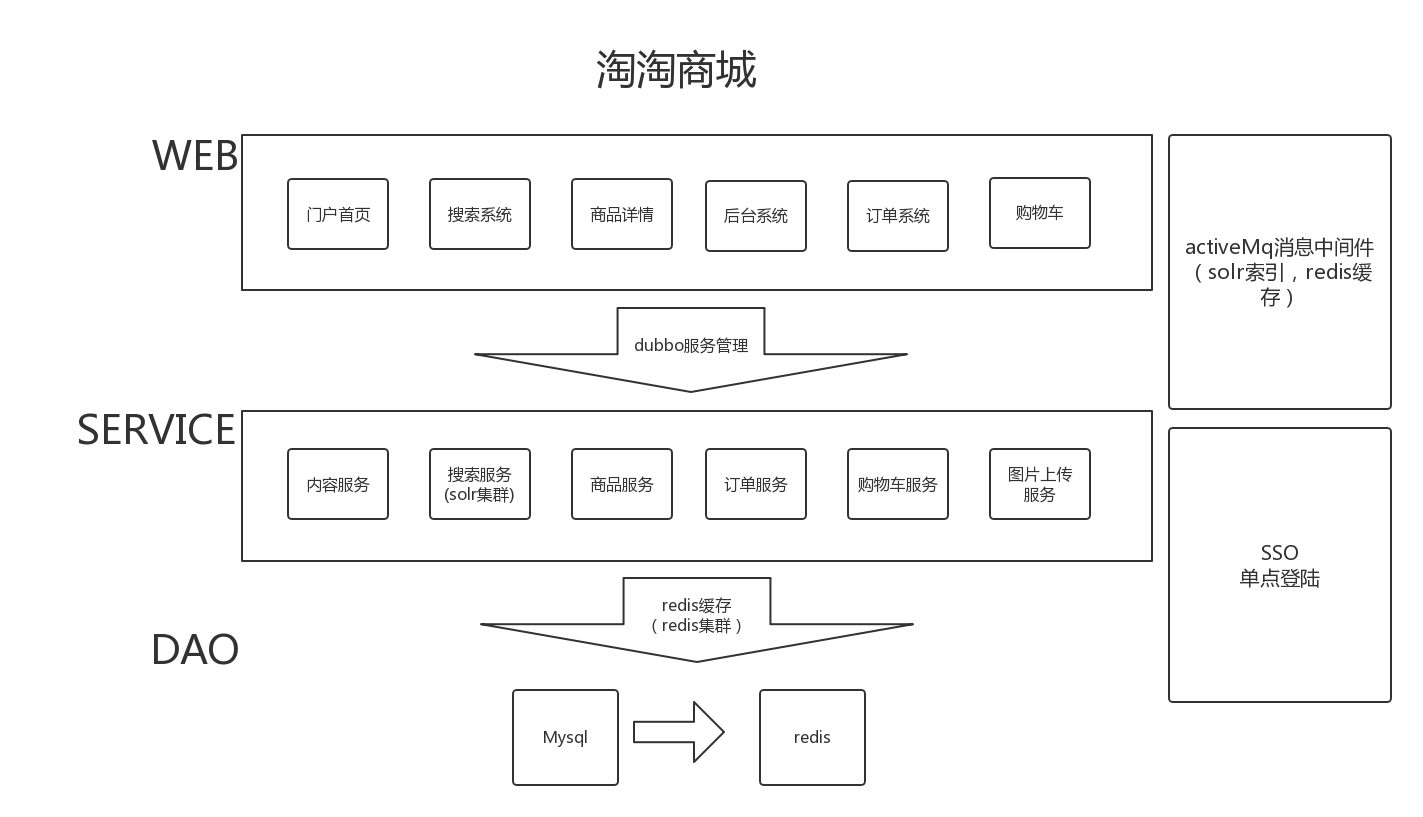 淘淘商城
WEB
门户首页
搜索系统
商品详情
后台系统
订单系统
购物车
activeMq消息中间件
（solr索引，redis缓
存）
dubbo服务管理
SERVICE
内容服务
搜索服务
(solr集群)
商品服务
订单服务
购物车服务
图片上传
服务
SSO
单点登陆
redis缓存
（redis集群）
DAO
Mysql
redis